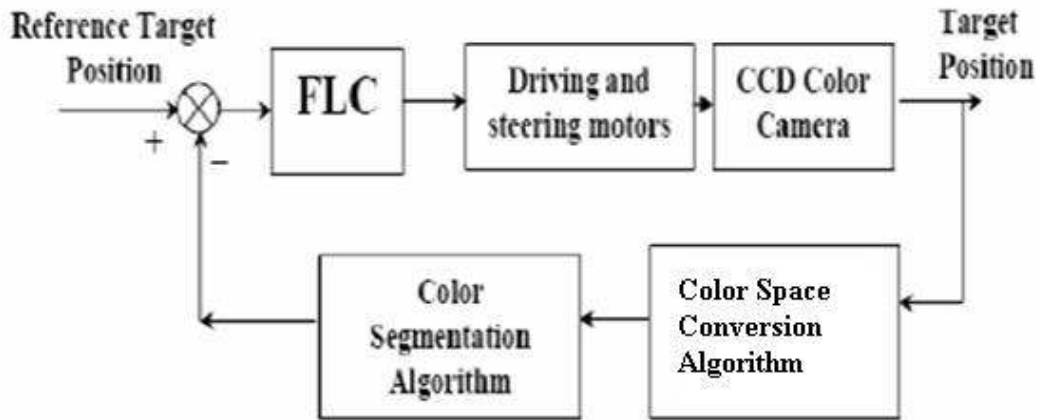 Reference Target
Position
+
−
FLC
Driving and
steering motors
CCD Color
Camera
Target
Position
Color
Segmentation
Algorithm
Color Space
Conversion
Algorithm